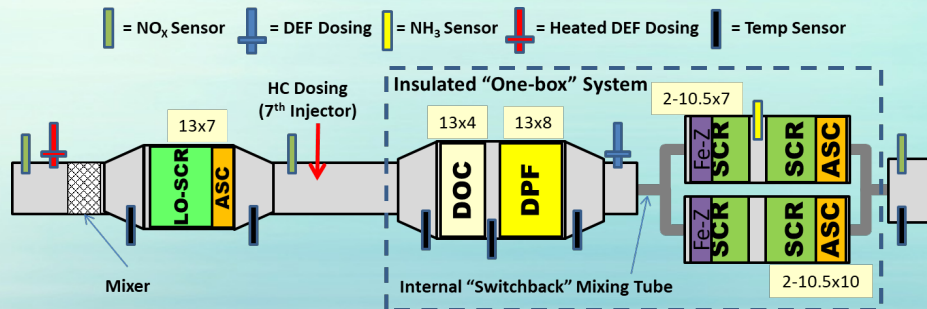 = NOX Sensor
= DEF Dosing
= NH3 Sensor
= Heated DEF Dosing
= Temp Sensor
HC Dosing
(7th Injector)
Insulated “One-box” System
13x7
13x4
13x8
2-10.5x7
LO-SCR
ASC
DOC
DPF
Fe-Z
SCR
SCR
ASC
Fe-Z
SCR
SCR
ASC
Mixer
Internal “Switchback” Mixing Tube
2-10.5x10